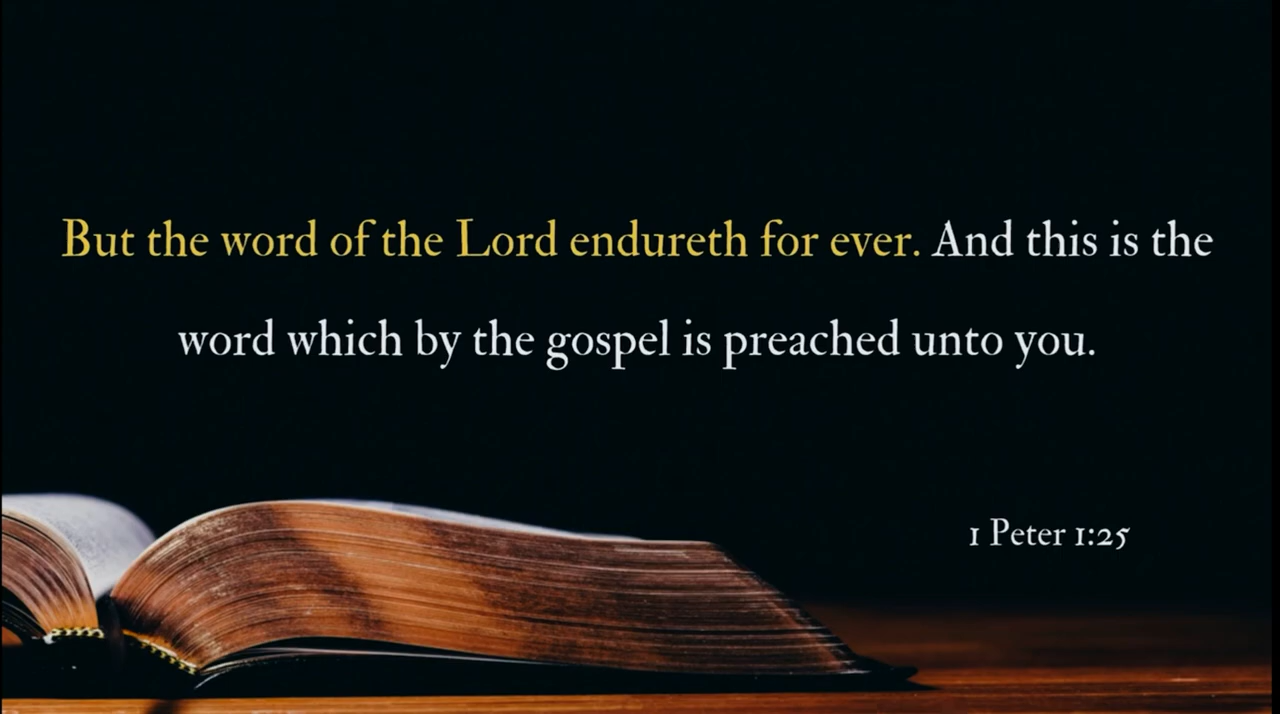 But the word of the Lord endureth for ever. And this is the
word which by the gospel is preached unto you.
1 Peter 1:25